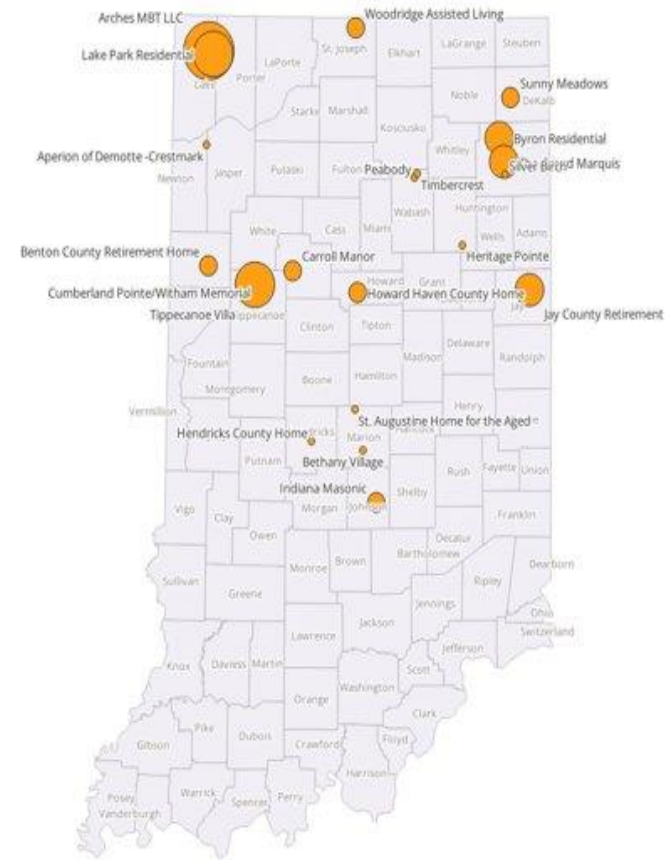 Arches MBT LLC
Woodridge Assisted Living
Lake Park Residential
St. Joseph
Elkhart
LaGrange
Steuben
LaPorte
Porter
Lake
Sunny Meadows
Noble
DeKalb
Starke
Marshall
Kosciusko
Byron Residential
Whitley
Aperion of Demotte -Crestmark
Newton
Jasper
Pulaski
Fulton
Peabody
Silver Birch
Marquis
Timbercrest
Wabash
Huntington
White
Cass
Miami
Wells
Adams
Benton County Retirement Home
Carroll Manor
Heritage Pointe
Howard
Grant
Cumberland Pointe/Witham Memorial
Howard Haven County Home
Jay
Tippecanoe Villa
ippecanoe
Jay County Retirement
Clinton
Tipton
Delaware
Madison
Randolph
Fountain
Boone
Hamilton
Montgomery
Henry
Vermillion
St. Augustine Home for the Aged
Hendricks County Home
dricks
Marion
Hancock
Putnam
Bethany Village
Rush
Fayette
Union
Indiana Masonic
Shelby
Vigo
Clay
Morgan
Johnson
Franklin
Owen
Decatur
Brown
Bartholomew
Monroe
Dearborn
Sullivan
Greene
Ripley
Jennings
Jackson
Ohio
Lawrence
Switzerland
Jefferson
Knox
Daviess
Martin
Scott
Washington
Orange
Clark
Pike
Dubois
Gibson
Crawford
Floyd
Harrison
Posey
Warrick
Spencer
Perry
Vanderburgh